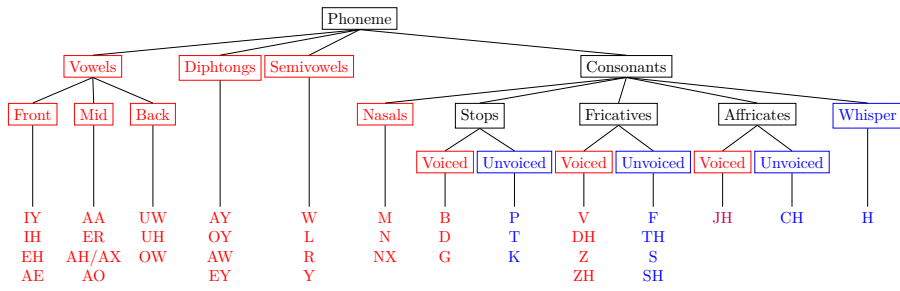 Phoneme
Vowels Diphtongs Semivowels Consonants
Front Mid Back Nasals Stops Fricatives Affricates Whisper
Voiced Unvoiced Voiced Unvoiced Voiced Unvoiced
IY AA UW AY W M B P V F JH CH H
IH ER UH OY L N D T DH TH
EH AH/AX OW AW R NX G K Z S
AE AO EY Y ZH SH